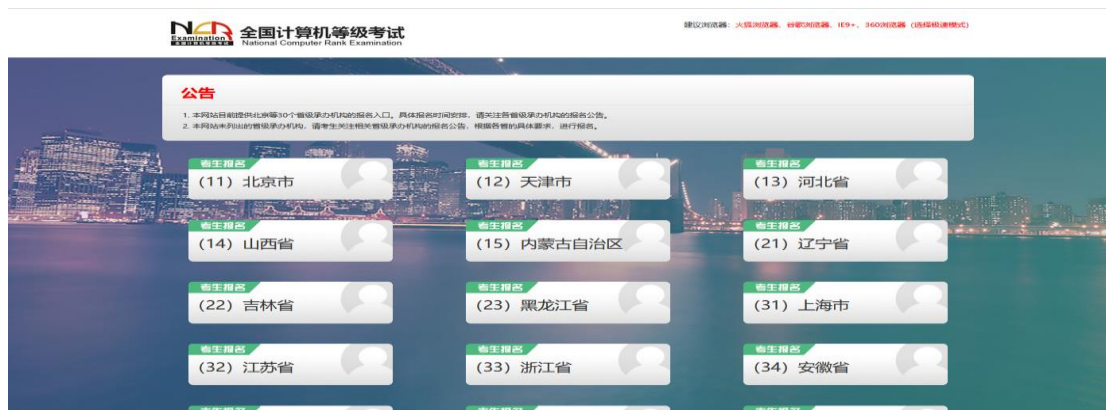 NCR
Examination
全国计算机等级考试
National Computer Rank Examination
建议浏览器：火狐浏览器、谷歌浏览器、IE9+、360浏览器（选择极速模式）
公告
1. 本网站目前提供北京等30个省级承办机构的报名入口。具体报名时间安排，请关注各省级承办机构的报名公告。
2. 本网站未列出的省级承办机构，请考生关注相关省级承办机构的报名公告，根据各省的具体要求，进行报名。
考生报名 考生报名 考生报名
(11) 北京市 (12) 天津市 (13) 河北省
考生报名 考生报名 考生报名
(14) 山西省 (15) 内蒙古自治区 (21) 辽宁省
考生报名 考生报名 考生报名
(22) 吉林省 (23) 黑龙江省 (31) 上海市
考生报名 考生报名 考生报名
(32) 江苏省 (33) 浙江省 (34) 安徽省